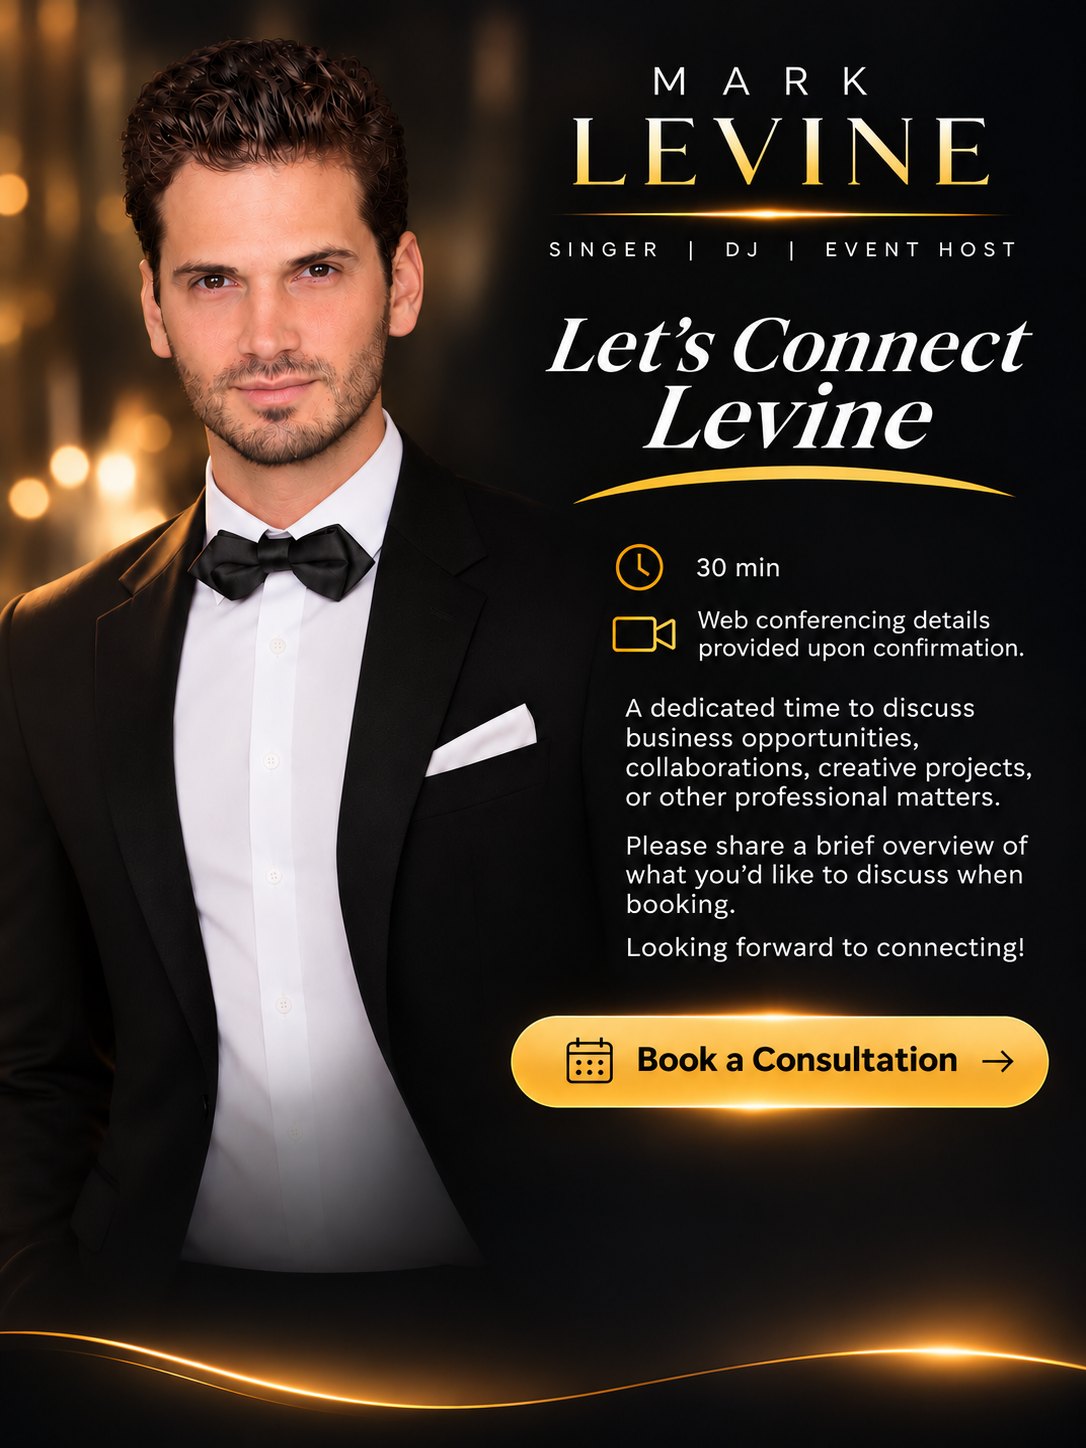 MARK
LEVINE
SINGER | DJ | EVENT HOST
Let's Connect
Levine
30 min
Web conferencing details
provided upon confirmation.
A dedicated time to discuss
business opportunities,
collaborations, creative projects,
or other professional matters.
Please share a brief overview of
what you'd like to discuss when
booking.
Looking forward to connecting!
Book a Consultation →